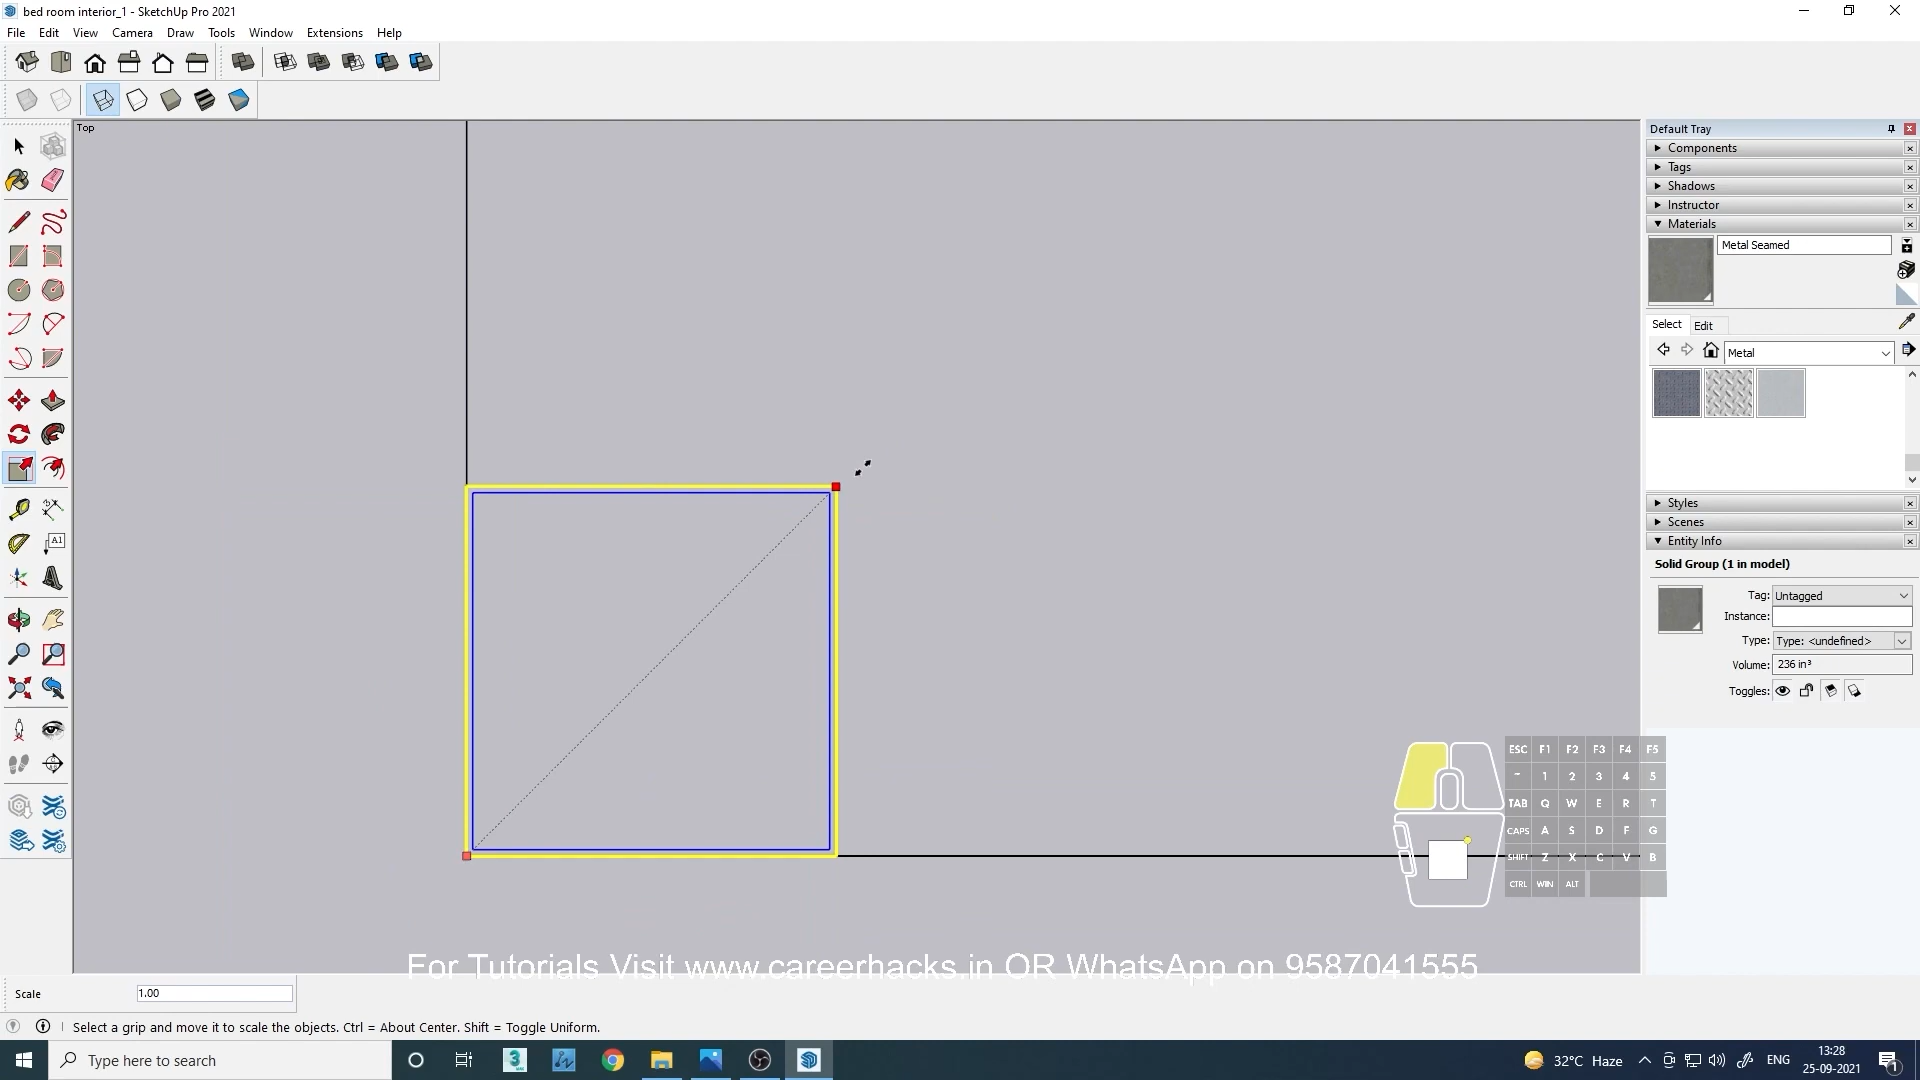 bed room interior_1 - SketchUp Pro 2021
File Edit View Camera Draw Tools Window Extensions Help
Top
Default Tray
Components
Tags
Shadows
Instructor
Materials
Metal Seamed
Select Edit
Metal
Styles
Scenes
Entity Info
Solid Group (1 in model)
Tag: Untagged
Instance:
Type: Type: <undefined>
Volume: 236 in³
Toggles:
A1
ESC F1 F2 F3 F4 F5
~ 1 2 3 4 5
TAB Q W E R T
CAPS A S D F G
SHIFT Z X C V B
CTRL WIN ALT
For Tutorials Visit www.careerhacks.in OR WhatsApp on 9587041555
Scale 1.00
Select a grip and move it to scale the objects. Ctrl = About Center. Shift = Toggle Uniform.
Type here to search
3
32°C Haze
ENG
13:28
25-09-2021
1